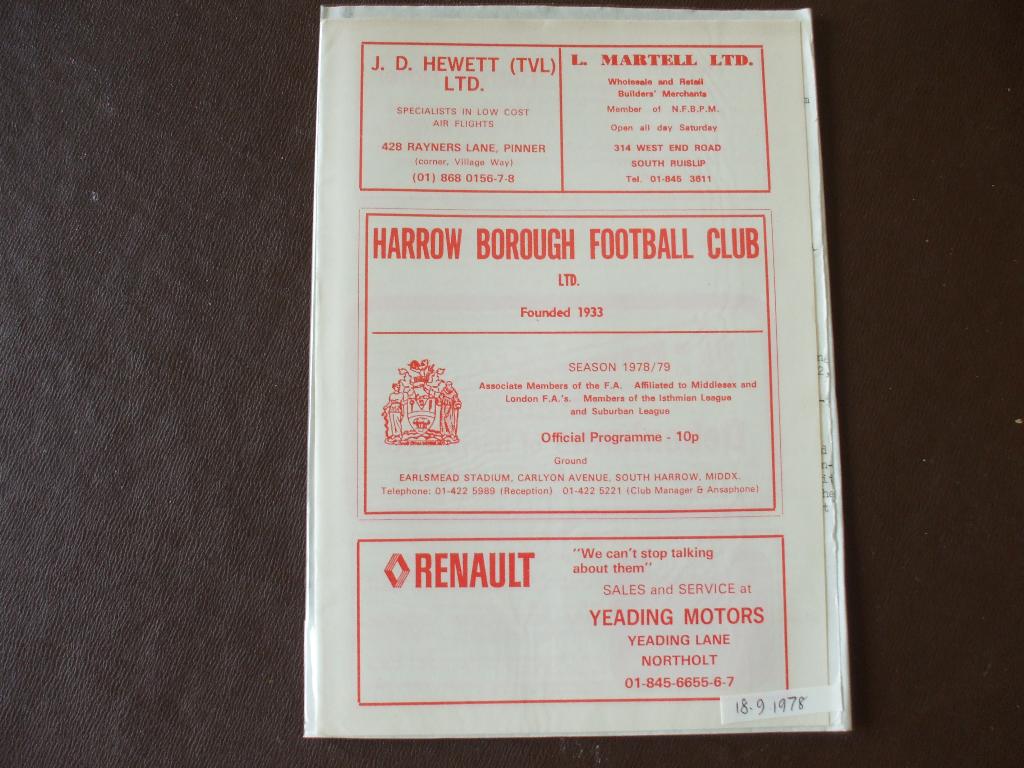 J. D. HEWETT (TVL)
LTD.
SPECIALISTS IN LOW COST
AIR FLIGHTS
428 RAYNERS LANE, PINNER
(corner, Village Way)
(01) 868 0156-7-8
L. MARTELL LTD.
Wholesale and Retail
Builders' Merchants
Member of N.F.B.P.M.
Open all day Saturday
314 WEST END ROAD
SOUTH RUISLIP
Tel. 01-845 3611
HARROW BOROUGH FOOTBALL CLUB
LTD.
Founded 1933
SEASON 1978/79
Associate Members of the F.A. Affiliated to Middlesex and
London F.A.'s. Members of the Isthmian League
and Suburban League
Official Programme - 10p
Ground
EARLSMEAD STADIUM, CARLYON AVENUE, SOUTH HARROW, MIDDX.
Telephone: 01-422 5989 (Reception) 01-422 5221 (Club Manager & Ansaphone)
RENAULT
"We can't stop talking
about them"
SALES and SERVICE at
YEADING MOTORS
YEADING LANE
NORTHOLT
01-845-6655-6-7
18.9.1978